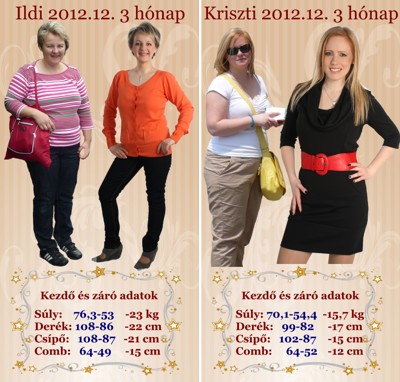 Ildi 2012.12. 3 hónap
Kezdő és záró adatok
Súly: 76,3-53 -23 kg
Derék: 108-86 -22 cm
Csípő: 108-87 -21 cm
Comb: 64-49 -15 cm
Kriszti 2012.12. 3 hónap
Kezdő és záró adatok
Súly: 70,1-54,4 -15,7 kg
Derék: 99-82 -17 cm
Csípő: 102-87 -15 cm
Comb: 64-52 -12 cm